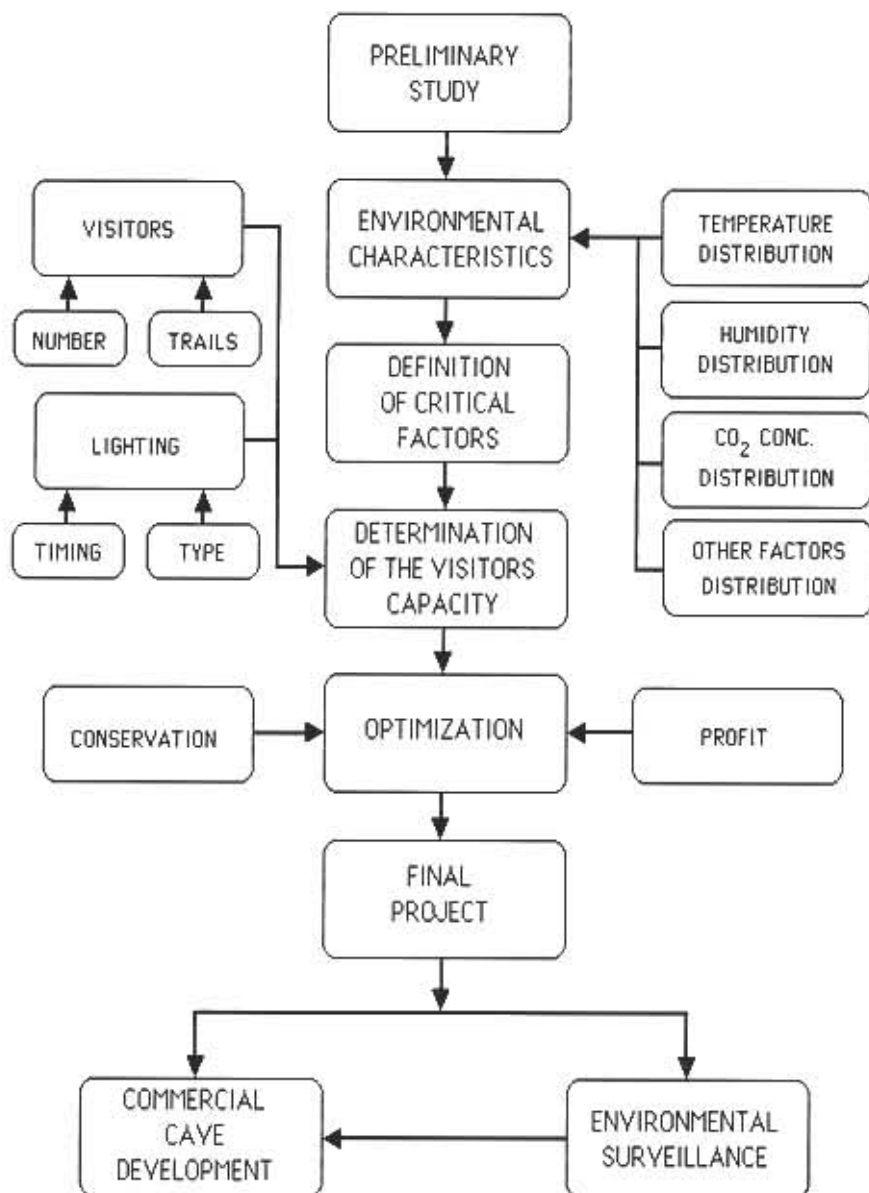 PRELIMINARY
STUDY
VISITORS
ENVIRONMENTAL
CHARACTERISTICS
TEMPERATURE
DISTRIBUTION
NUMBER
TRAILS
DEFINITION
OF CRITICAL
FACTORS
HUMIDITY
DISTRIBUTION
LIGHTING
CO₂ CONC.
DISTRIBUTION
TIMING
TYPE
DETERMINATION
OF THE VISITORS
CAPACITY
OTHER FACTORS
DISTRIBUTION
CONSERVATION
OPTIMIZATION
PROFIT
FINAL
PROJECT
COMMERCIAL
CAVE
DEVELOPMENT
ENVIRONMENTAL
SURVEILLANCE